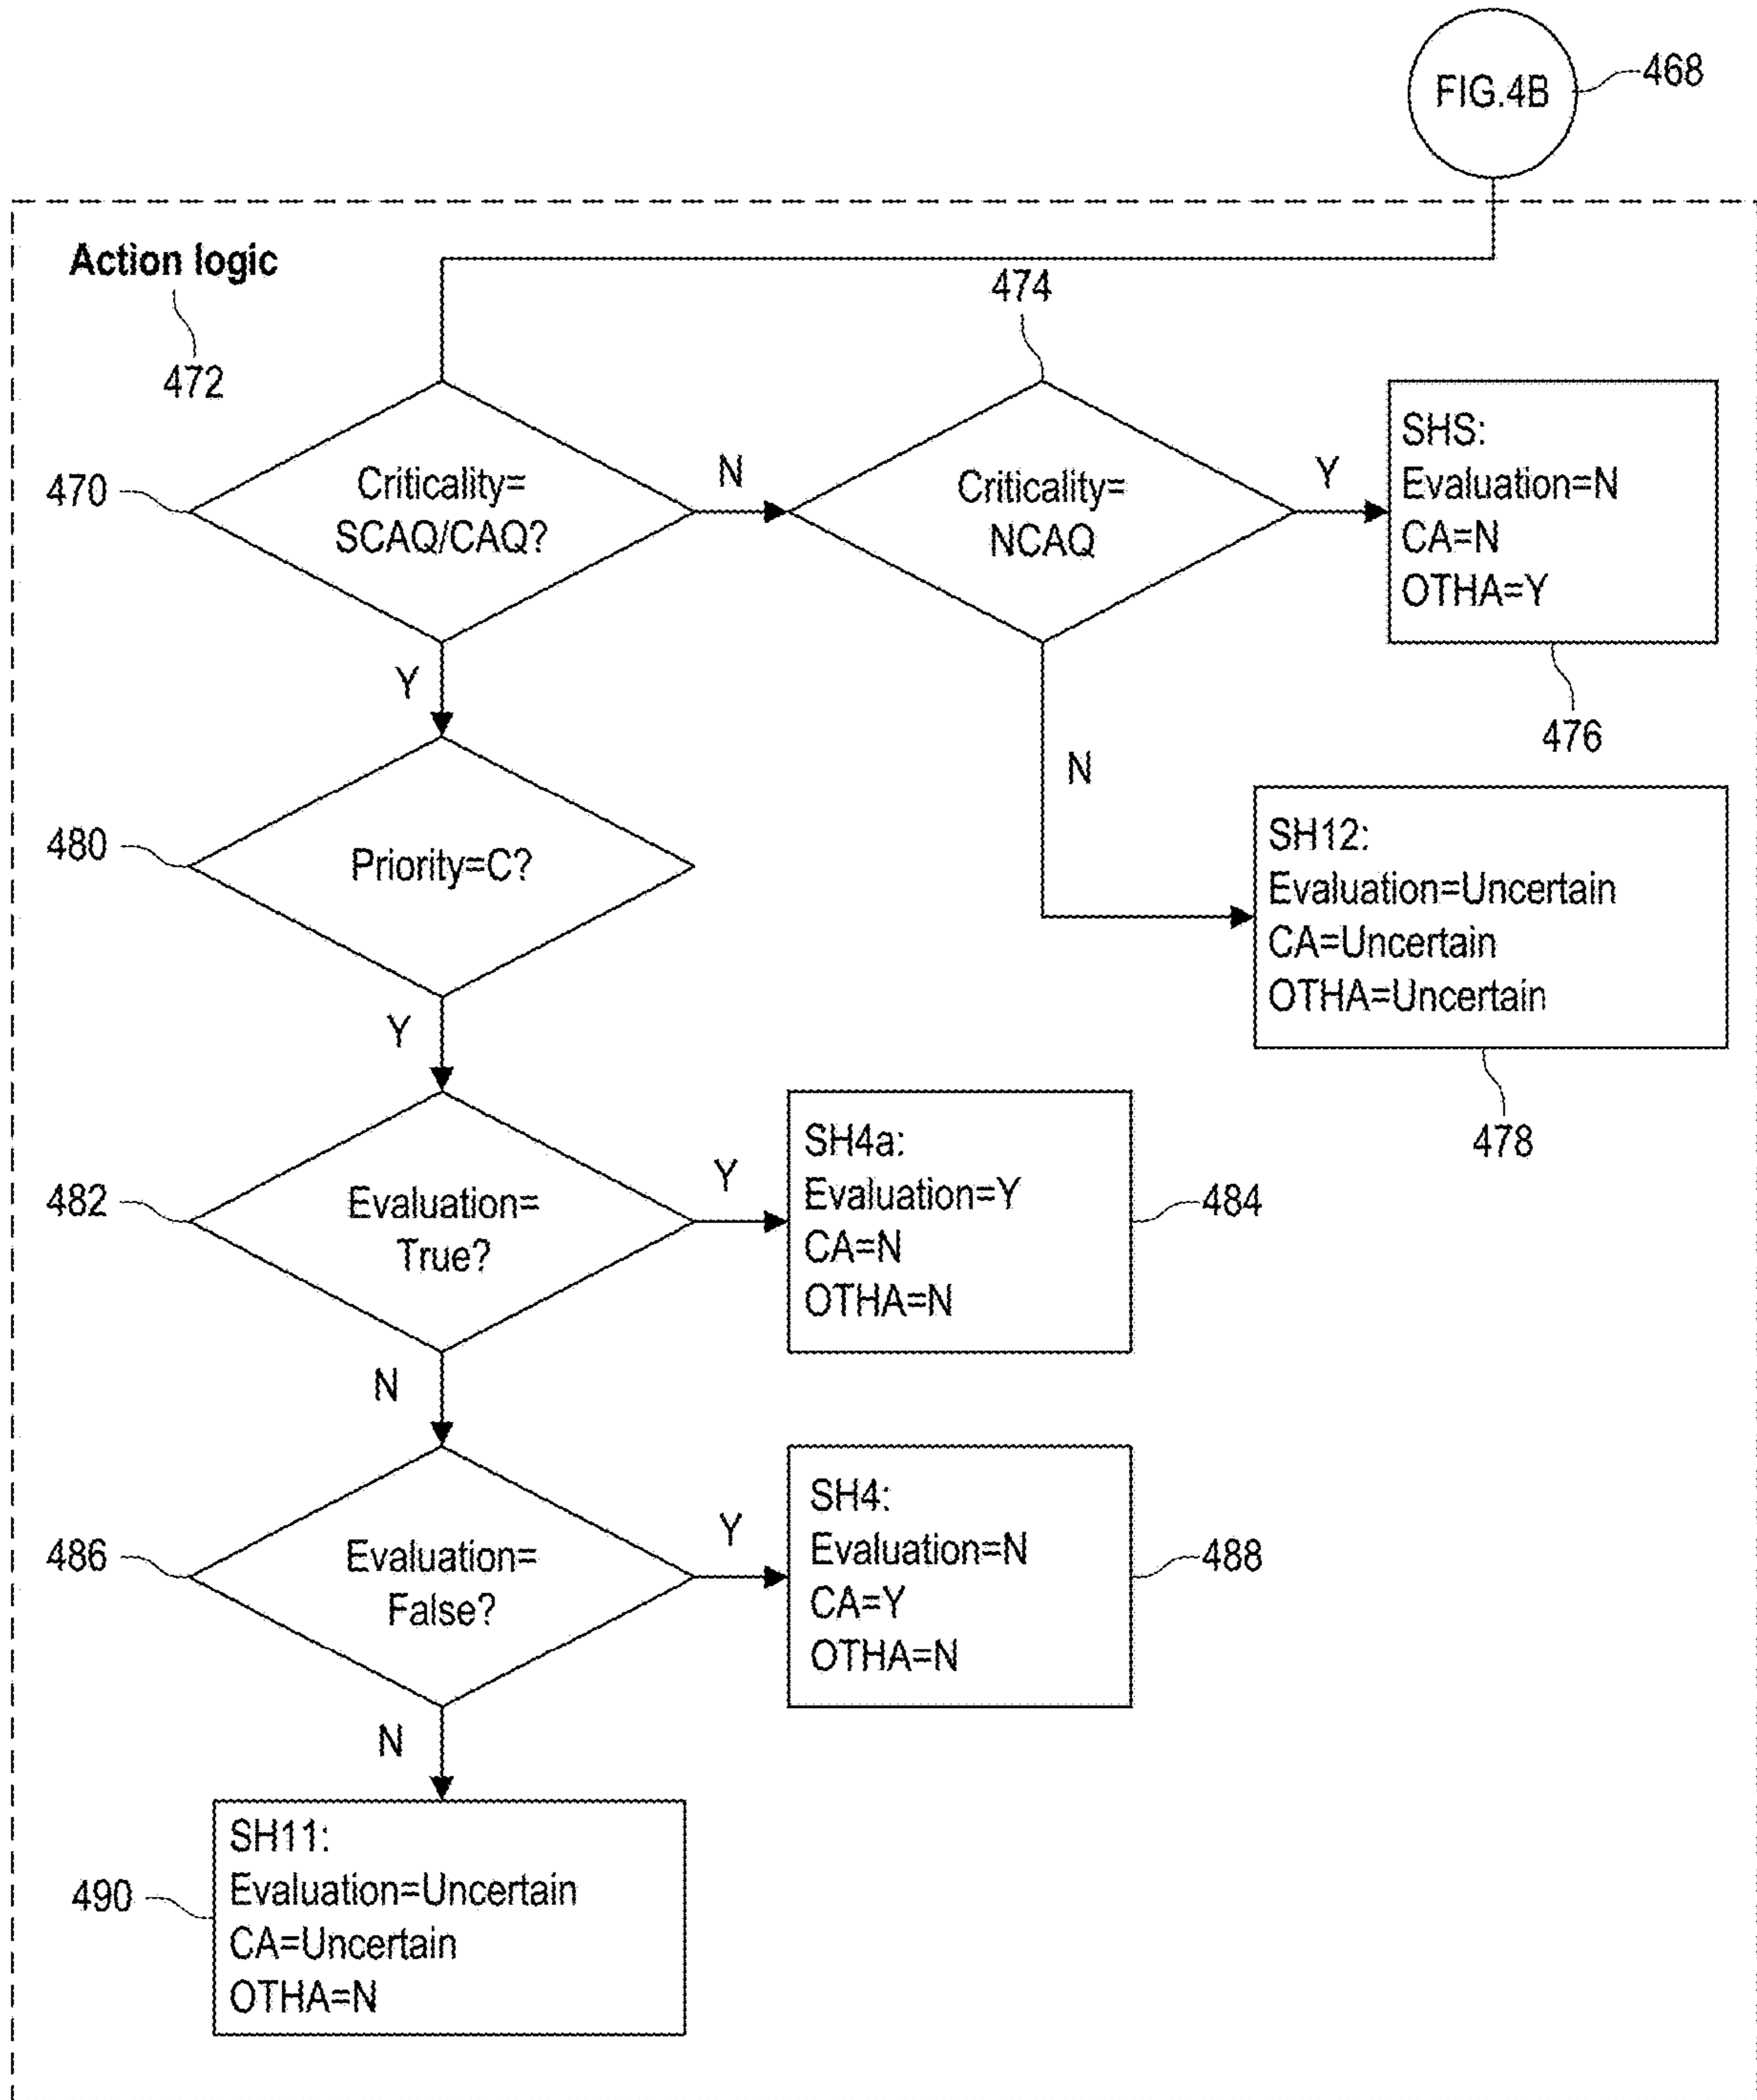 FIG.4B
468
Action logic
472
474
470
Criticality=
SCAQ/CAQ?
N
Criticality=
NCAQ
Y
SHS:
Evaluation=N
CA=N
OTHA=Y
476
Y
N
480
Priority=C?
SH12:
Evaluation=Uncertain
CA=Uncertain
OTHA=Uncertain
478
Y
482
Evaluation=
True?
Y
SH4a:
Evaluation=Y
CA=N
OTHA=N
484
N
486
Evaluation=
False?
Y
SH4:
Evaluation=N
CA=Y
OTHA=N
488
N
490
SH11:
Evaluation=Uncertain
CA=Uncertain
OTHA=N